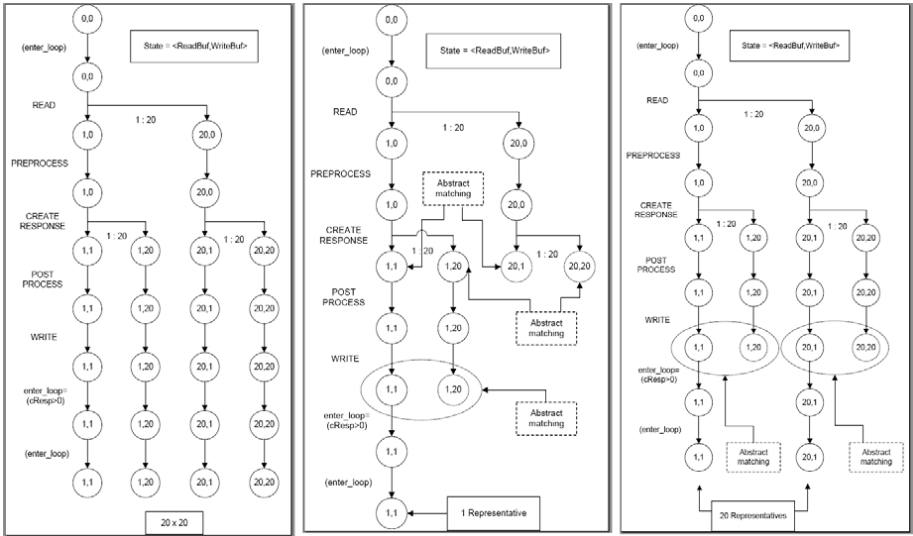 0,0
(enter_loop)
State = <ReadBuf,WriteBuf>
0,0
READ
1 : 20
1,0
20,0
PREPROCESS
1,0
20,0
CREATE
RESPONSE
1 : 20
1 : 20
1,1
1,20
20,1
20,20
POST
PROCESS
1,1
1,20
20,1
20,20
WRITE
1,1
1,20
20,1
20,20
enter_loop=
(cResp>0)
1,1
1,20
20,1
20,20
(enter_loop)
1,1
1,20
20,1
20,20
20 x 20
0,0
(enter_loop)
State = <ReadBuf,WriteBuf>
0,0
READ
1 : 20
1,0
20,0
PREPROCESS
Abstract
matching
1,0
20,0
CREATE
RESPONSE
1 : 20
1 : 20
1,1
1,20
20,1
20,20
POST
PROCESS
1,1
1,20
Abstract
matching
WRITE
1,1
1,20
enter_loop=
(cResp>0)
Abstract
matching
1,1
(enter_loop)
1,1
1 Representative
0,0
(enter_loop)
State = <ReadBuf,WriteBuf>
0,0
READ
1 : 20
1,0
20,0
PREPROCESS
1,0
20,0
CREATE
RESPONSE
1 : 20
1 : 20
1,1
1,20
20,1
20,20
POST
PROCESS
1,1
1,20
20,1
20,20
WRITE
1,1
1,20
20,1
20,20
enter_loop=
(cResp>0)
1,1
20,1
(enter_loop)
1,1
Abstract
matching
20,1
Abstract
matching
20 Representatives